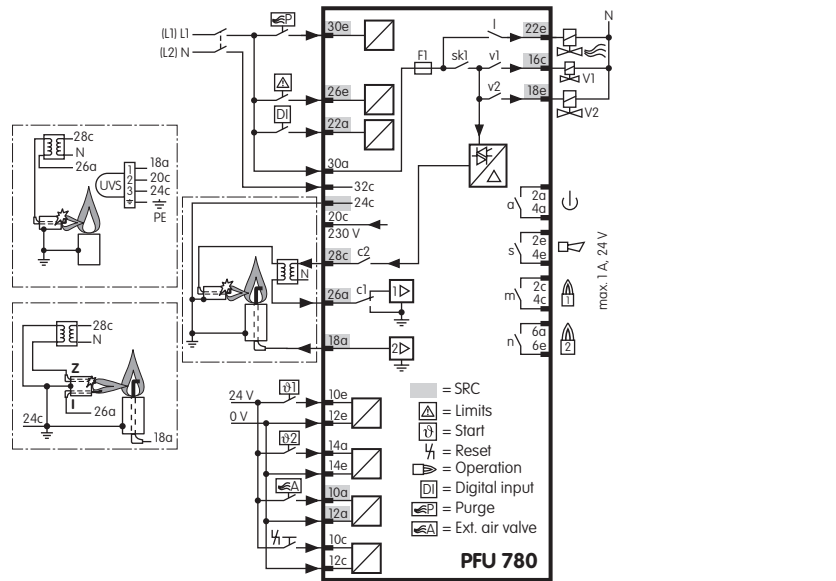 N
(L1) L1
P
30e
I
22e
(L2) N
F1
sk1
v1
16c
V1
26e
v2
18e
V2
DI
22a
28c
N
26a
30a
UVS
1
2
3
18a
20c
24c
PE
32c
24c
20c
230 V
28c
c2
N
26a
c1
1
18a
2
a
2a
4a
s
2e
4e
m
2c
4c
1
n
6a
6e
2
max. 1 A, 24 V
28c
N
Z
I
26a
24c
18a
24 V
ϑ1
10e
0 V
12e
ϑ2
14a
14e
A
10a
12a
10c
12c
= SRC
= Limits
ϑ = Start
= Reset
= Operation
DI = Digital input
P = Purge
A = Ext. air valve
PFU 780